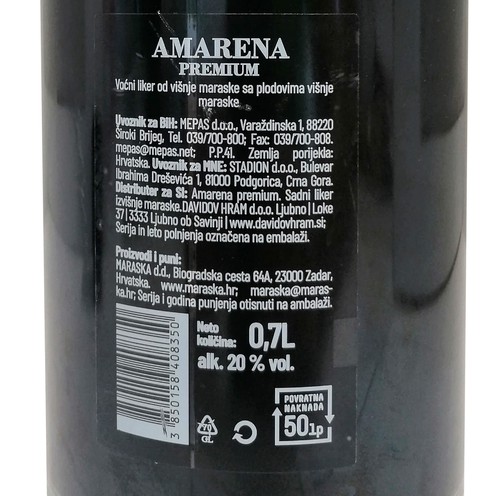 AMARENA
PREMIUM
Voćni liker od višnje maraske sa plodovima višnje
maraske
Uvoznik za BiH: MEPAS d.o.o., Varaždinska 1, 88220
Široki Brijeg, Tel. 039/700-800; Fax: 039/700-808.
mepas@mepas.net; P.P.41. Zemlja porijekla:
Hrvatska. Uvoznik za MNE: STADION d.o.o., Bulevar
Ibrahima Dreševića 1, 81000 Podgorica, Crna Gora.
Distributer za SI: Amarena premium. Sadni liker
izvišnje maraske.DAVIDOV HRAM d.o.o. Ljubno | Loke
37 | 3333 Ljubno ob Savinji | www.davidovhram.si;
Serija in leto polnjenja označena na embalaži.
Proizvodi i puni:
MARASKA d.d., Biogradska cesta 64A, 23000 Zadar,
Hrvatska. www.maraska.hr; maraska@maras-
ka.hr; Serija i godina punjenja otisnuti na ambalaži.
3 850158 408350
Neto
količina: 0,7L
alk. 20 % vol.
70
GL
POVRATNA
NAKNADA
50lp